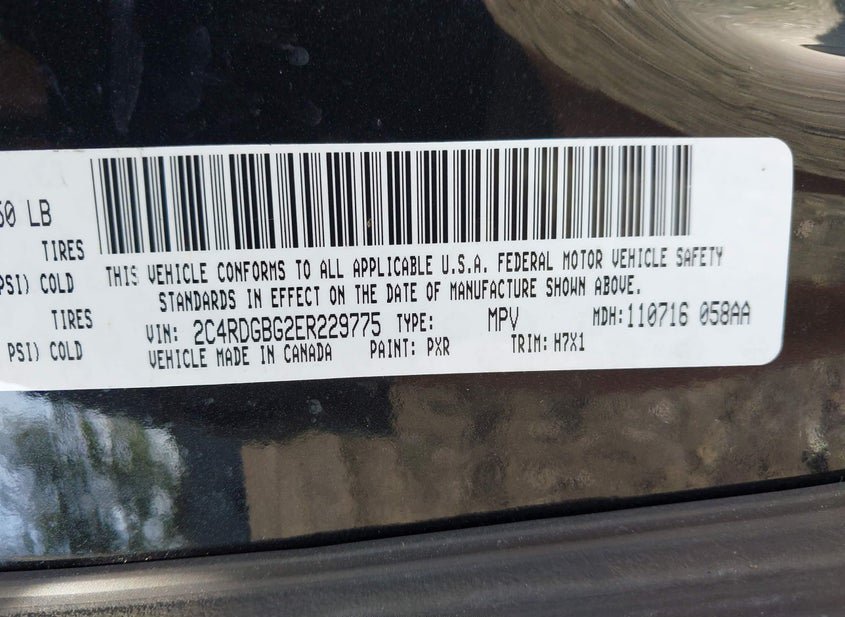 50 LB
TIRES
PSI) COLD
TIRES
PSI) COLD
THIS VEHICLE CONFORMS TO ALL APPLICABLE U.S.A. FEDERAL MOTOR VEHICLE SAFETY
STANDARDS IN EFFECT ON THE DATE OF MANUFACTURE SHOWN ABOVE.
VIN: 2C4RDGBG2ER229775 TYPE: MPV MDH:110716 058AA
VEHICLE MADE IN CANADA PAINT: PXR TRIM: H7X1